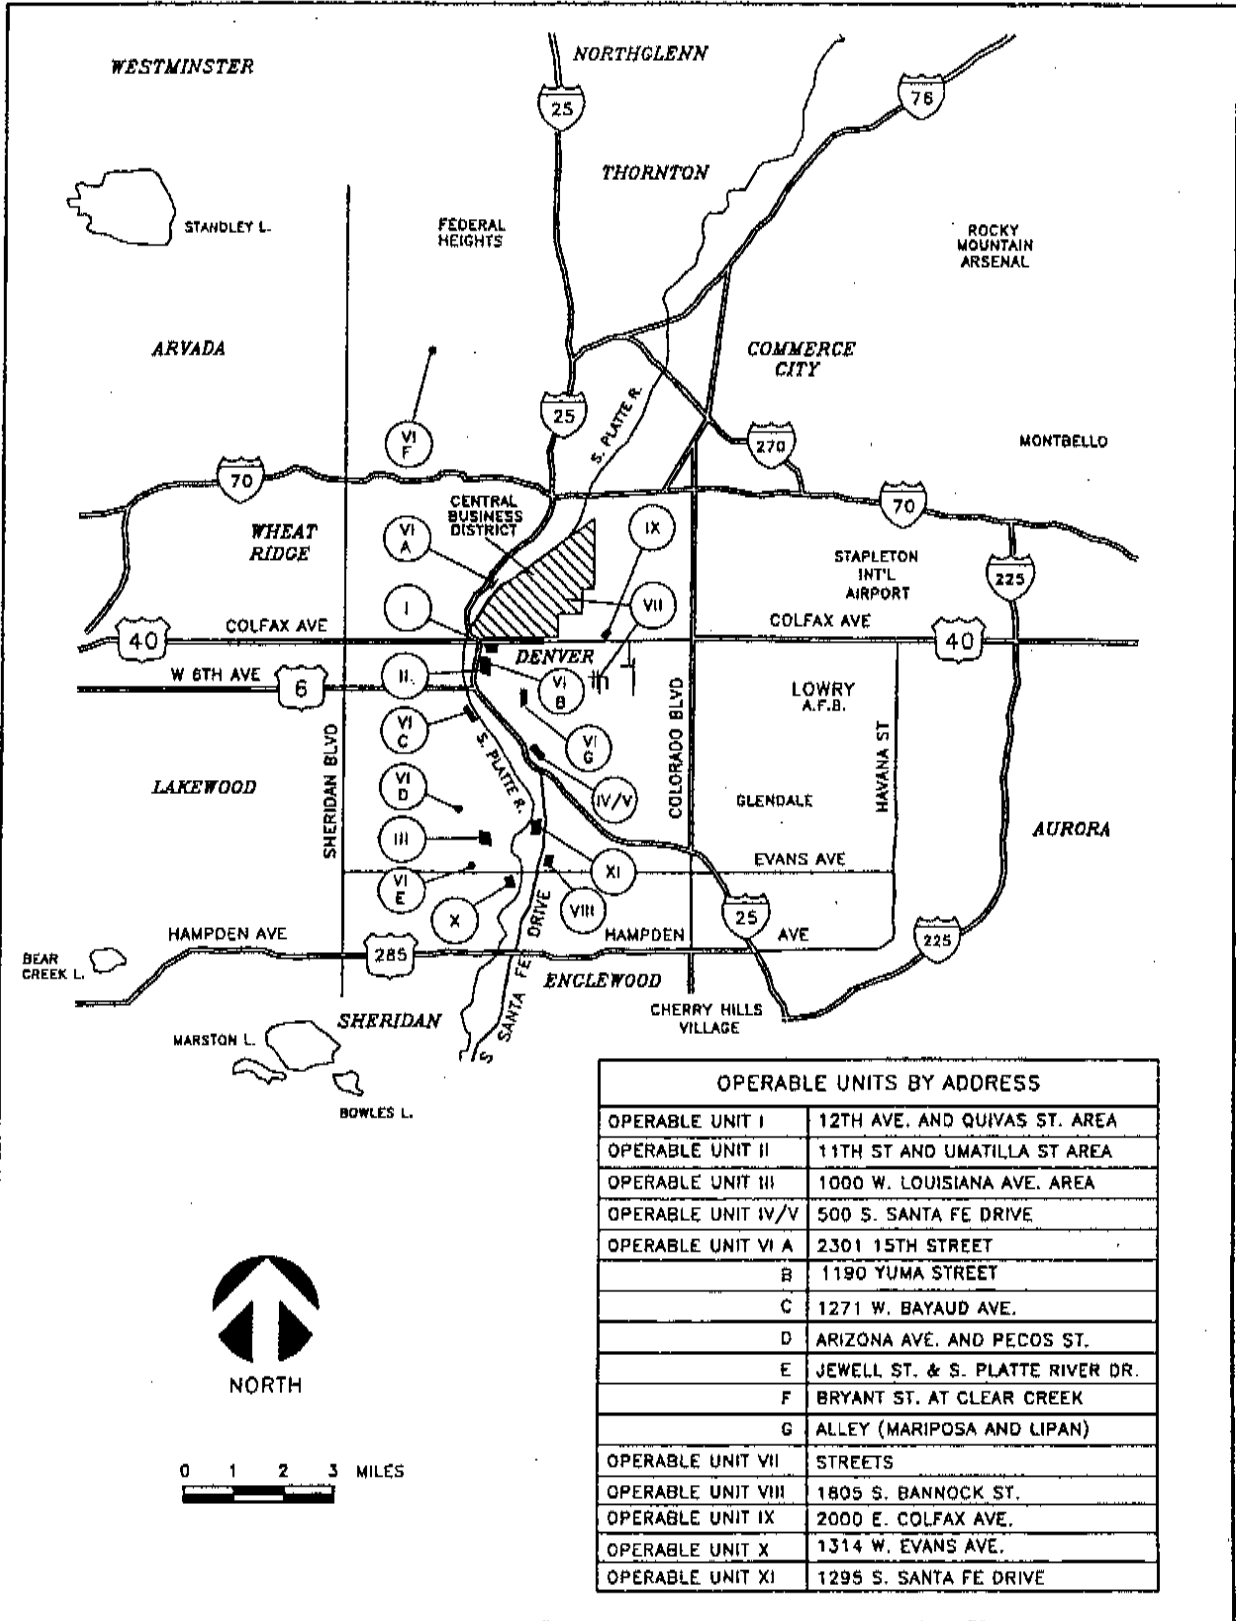 WESTMINSTER
NORTHGLENN
25
76
THORNTON
STANDLEY L.
FEDERAL
HEIGHTS
ROCKY
MOUNTAIN
ARSENAL
ARVADA
COMMERCE
CITY
25
S. PLATTE R.
VI
F
270
MONTBELLO
70
CENTRAL
BUSINESS
DISTRICT
70
WHEAT
RIDGE
VI
A
IX
STAPLETON
INT'L
AIRPORT
225
I
VII
COLFAX AVE
COLFAX AVE
40
40
DENVER
W 6TH AVE
6
II
VI
B
LOWRY
A.F.B.
SHERIDAN BLVD
VI
C
S. PLATTE R.
VI
G
COLORADO BLVD
HAVANA ST
LAKEWOOD
VI
D
IV/V
GLENDALE
AURORA
III
XI
EVANS AVE
VI
E
X
VIII
25
HAMPDEN AVE
HAMPDEN
AVE
225
285
BEAR
CREEK L.
S SANTA FE DRIVE
ENGLEWOOD
SHERIDAN
CHERRY HILLS
VILLAGE
MARSTON L.
BOWLES L.
OPERABLE UNITS BY ADDRESS
OPERABLE UNIT I 12TH AVE. AND QUIVAS ST. AREA
OPERABLE UNIT II 11TH ST AND UMATILLA ST AREA
OPERABLE UNIT III 1000 W. LOUISIANA AVE. AREA
OPERABLE UNIT IV/V 500 S. SANTA FE DRIVE
OPERABLE UNIT VI A 2301 15TH STREET
B 1190 YUMA STREET
C 1271 W. BAYAUD AVE.
D ARIZONA AVE. AND PECOS ST.
E JEWELL ST. & S. PLATTE RIVER DR.
F BRYANT ST. AT CLEAR CREEK
G ALLEY (MARIPOSA AND LIPAN)
OPERABLE UNIT VII STREETS
OPERABLE UNIT VIII 1805 S. BANNOCK ST.
OPERABLE UNIT IX 2000 E. COLFAX AVE.
OPERABLE UNIT X 1314 W. EVANS AVE.
OPERABLE UNIT XI 1295 S. SANTA FE DRIVE
NORTH
0 1 2 3 MILES